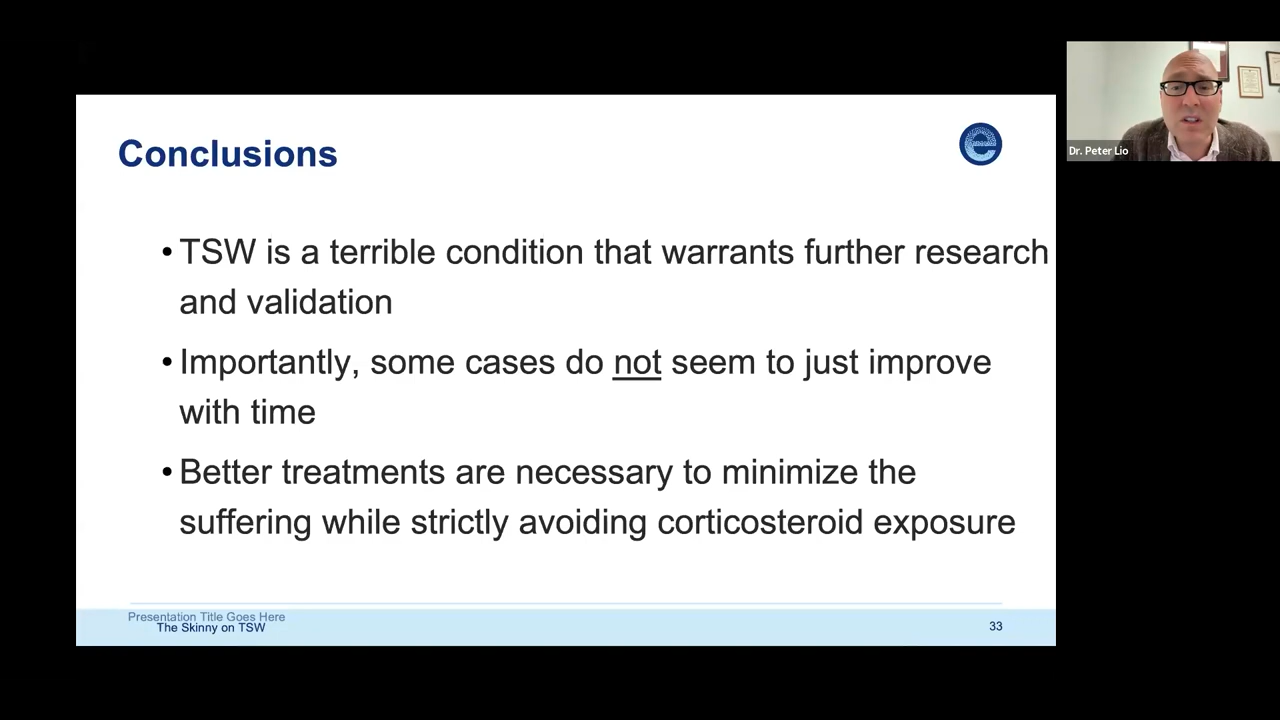 Conclusions
• TSW is a terrible condition that warrants further research
and validation
• Importantly, some cases do not seem to just improve
with time
• Better treatments are necessary to minimize the
suffering while strictly avoiding corticosteroid exposure
Presentation Title Goes Here
The Skinny on TSW
33
Dr. Peter Lio